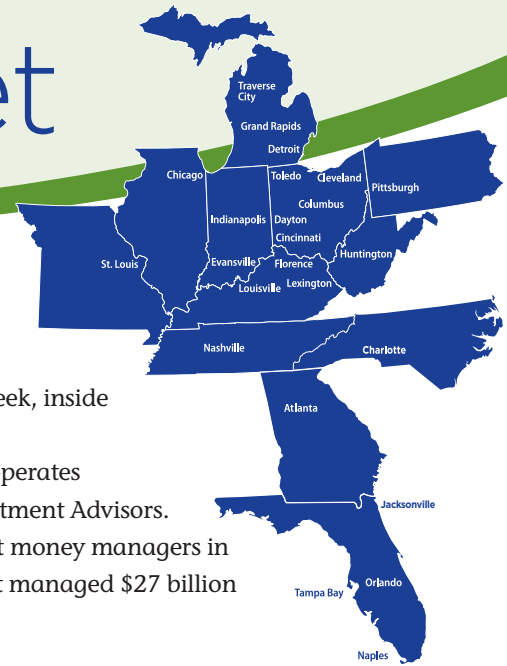 et
Traverse
City
Grand Rapids
Detroit
Chicago
Toledo
Cleveland
Pittsburgh
Columbus
Indianapolis
Dayton
Cincinnati
St. Louis
Evansville
Florence
Huntington
Louisville
Lexington
Nashville
Charlotte
Atlanta
Jacksonville
Orlando
Tampa Bay
Naples
eek, inside
perates
tment Advisors.
t money managers in
t managed $27 billion